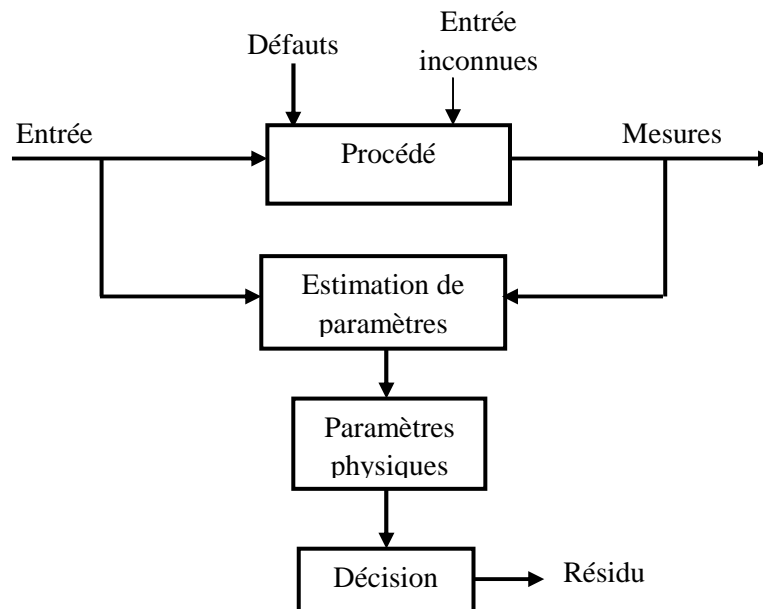 Entrée
inconnues
Défauts
Entrée
Procédé
Mesures
Estimation de
paramètres
Paramètres
physiques
Décision
Résidu